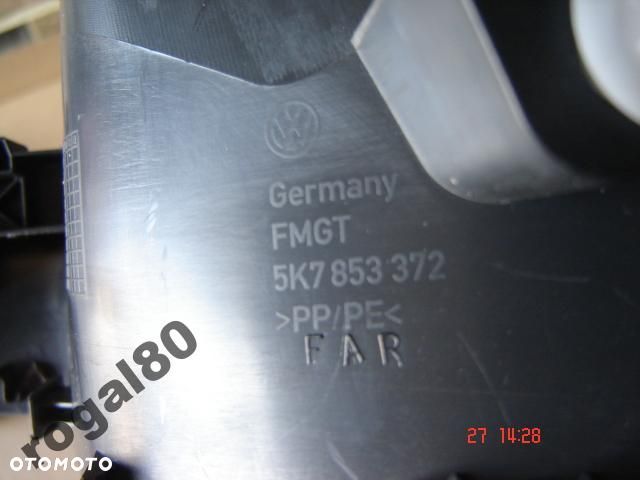 Germany
FMGT
5K7 853 372
>PP/PE<
FAR
rogal80
27 14:28
OTOMOTO